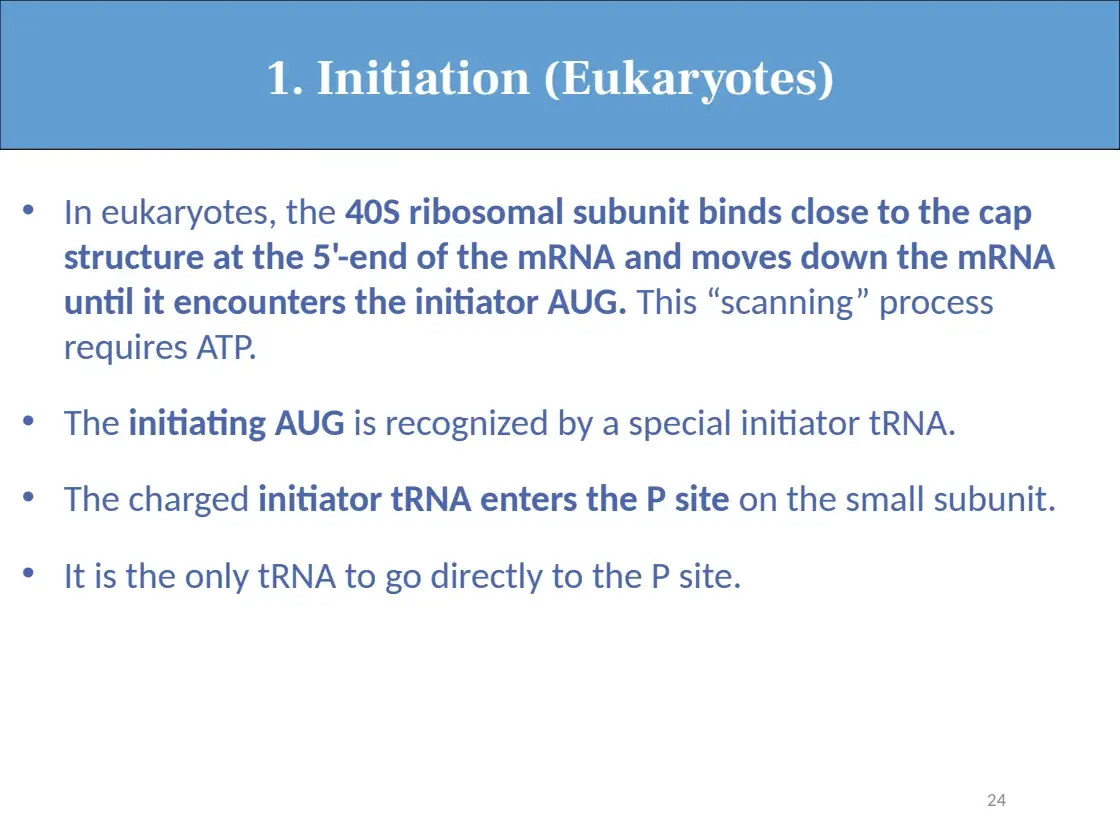 1. Initiation (Eukaryotes)
• In eukaryotes, the 40S ribosomal subunit binds close to the cap
structure at the 5'-end of the mRNA and moves down the mRNA
until it encounters the initiator AUG. This “scanning” process
requires ATP.
• The initiating AUG is recognized by a special initiator tRNA.
• The charged initiator tRNA enters the P site on the small subunit.
• It is the only tRNA to go directly to the P site.
24